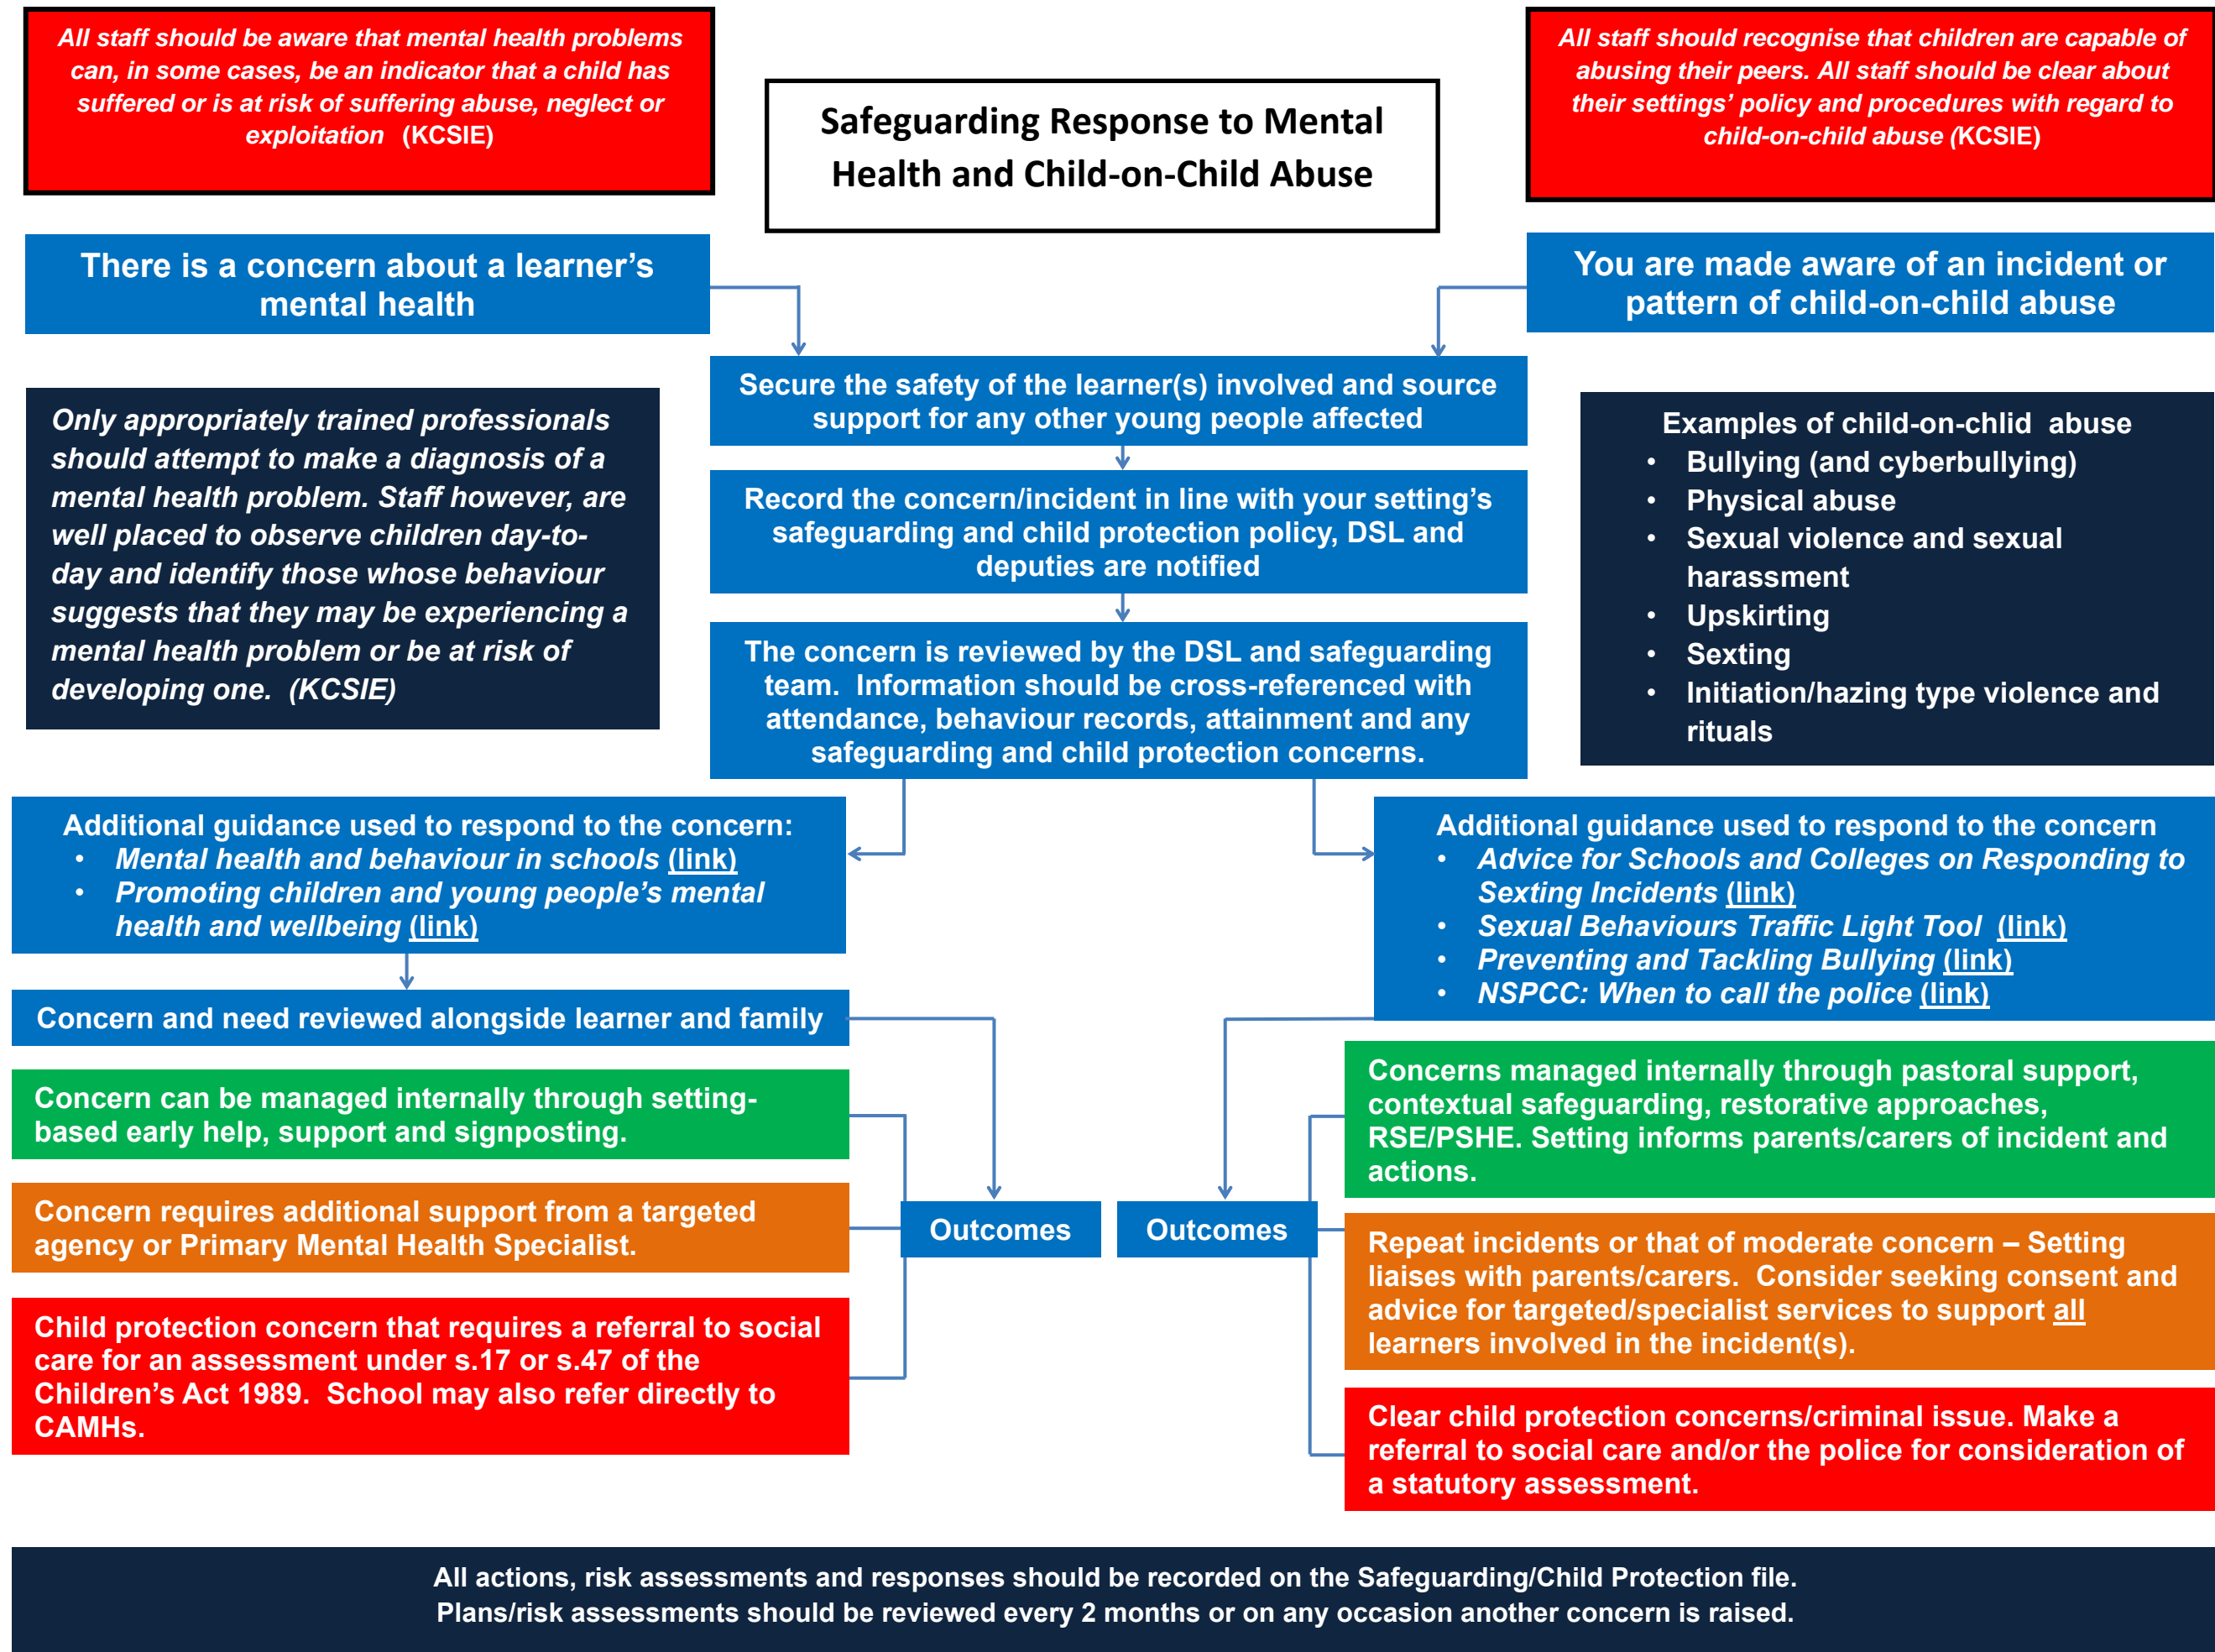 All staff should be aware that mental health problems
can, in some cases, be an indicator that a child has
suffered or is at risk of suffering abuse, neglect or
exploitation (KCSIE)
Safeguarding Response to Mental
Health and Child-on-Child Abuse
All staff should recognise that children are capable of
abusing their peers. All staff should be clear about
their settings’ policy and procedures with regard to
child-on-child abuse (KCSIE)
There is a concern about a learner’s
mental health
You are made aware of an incident or
pattern of child-on-child abuse
Secure the safety of the learner(s) involved and source
support for any other young people affected
Only appropriately trained professionals
should attempt to make a diagnosis of a
mental health problem. Staff however, are
well placed to observe children day-to-
day and identify those whose behaviour
suggests that they may be experiencing a
mental health problem or be at risk of
developing one. (KCSIE)
Record the concern/incident in line with your setting’s
safeguarding and child protection policy, DSL and
deputies are notified
Examples of child-on-chlid abuse
• Bullying (and cyberbullying)
• Physical abuse
• Sexual violence and sexual
harassment
• Upskirting
• Sexting
• Initiation/hazing type violence and
rituals
The concern is reviewed by the DSL and safeguarding
team. Information should be cross-referenced with
attendance, behaviour records, attainment and any
safeguarding and child protection concerns.
Additional guidance used to respond to the concern:
• Mental health and behaviour in schools (link)
• Promoting children and young people’s mental
health and wellbeing (link)
Additional guidance used to respond to the concern
• Advice for Schools and Colleges on Responding to
Sexting Incidents (link)
• Sexual Behaviours Traffic Light Tool (link)
• Preventing and Tackling Bullying (link)
• NSPCC: When to call the police (link)
Concern and need reviewed alongside learner and family
Concern can be managed internally through setting-
based early help, support and signposting.
Concern requires additional support from a targeted
agency or Primary Mental Health Specialist.
Child protection concern that requires a referral to social
care for an assessment under s.17 or s.47 of the
Children’s Act 1989. School may also refer directly to
CAMHs.
Outcomes
Outcomes
Concerns managed internally through pastoral support,
contextual safeguarding, restorative approaches,
RSE/PSHE. Setting informs parents/carers of incident and
actions.
Repeat incidents or that of moderate concern – Setting
liaises with parents/carers. Consider seeking consent and
advice for targeted/specialist services to support all
learners involved in the incident(s).
Clear child protection concerns/criminal issue. Make a
referral to social care and/or the police for consideration of
a statutory assessment.
All actions, risk assessments and responses should be recorded on the Safeguarding/Child Protection file.
Plans/risk assessments should be reviewed every 2 months or on any occasion another concern is raised.